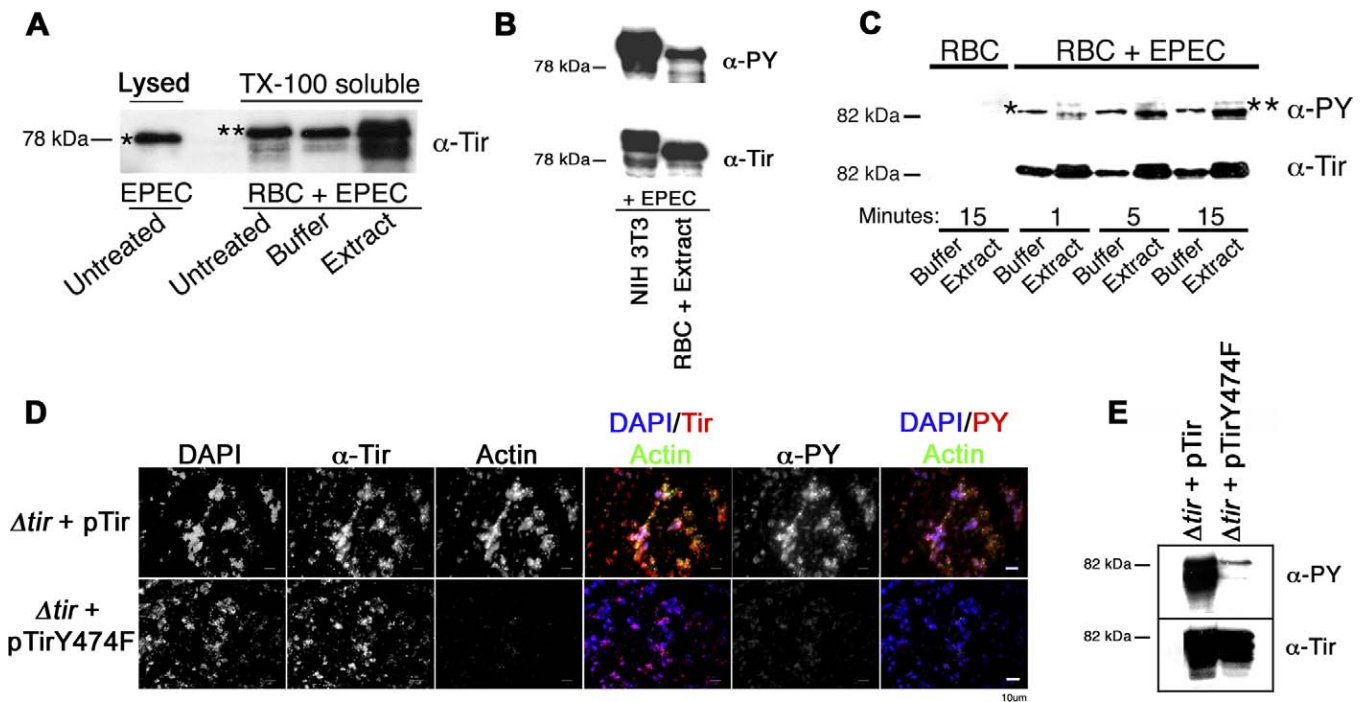 A
Lysed
TX-100 soluble
78 kDa
*
**
α-Tir
EPEC
RBC + EPEC
Untreated
Untreated
Buffer
Extract
B
78 kDa
α-PY
78 kDa
α-Tir
+ EPEC
NIH 3T3
RBC + Extract
C
RBC
RBC + EPEC
82 kDa
*
**
α-PY
82 kDa
α-Tir
Minutes: 15 1 5 15
Buffer Extract Buffer Extract Buffer Extract Buffer Extract
D
DAPI
α-Tir
Actin
DAPI/Tir
Actin
α-PY
DAPI/PY
Actin
Δtir + pTir
Δtir +
pTirY474F
10um
E
Δtir + pTir
Δtir + pTirY474F
82 kDa
α-PY
82 kDa
α-Tir